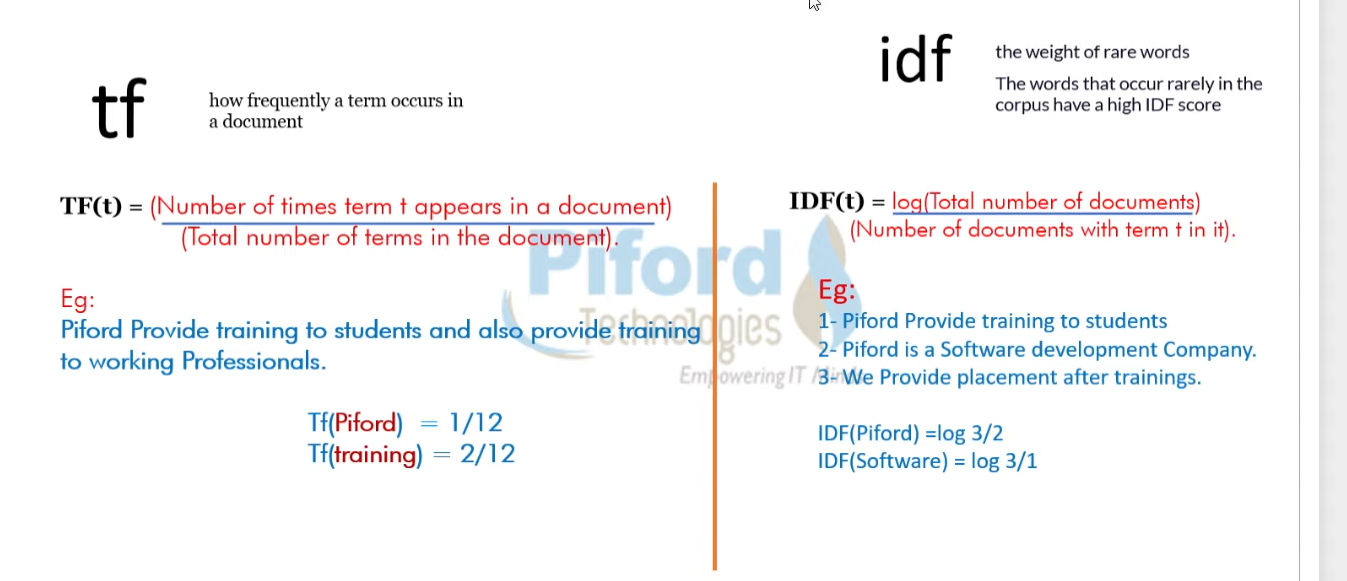 tf
how frequently a term occurs in
a document
TF(t) = (Number of times term t appears in a document)
(Total number of terms in the document).
Eg:
Piford Provide training to students and also provide training
to working Professionals.
Tf(Piford) = 1/12
Tf(training) = 2/12
idf
the weight of rare words
The words that occur rarely in the
corpus have a high IDF score
IDF(t) = log(Total number of documents)
(Number of documents with term t in it).
Eg:
1- Piford Provide training to students
2- Piford is a Software development Company.
3- We Provide placement after trainings.
IDF(Piford) =log 3/2
IDF(Software) = log 3/1
Piford
Technologies
Empowering IT Minds